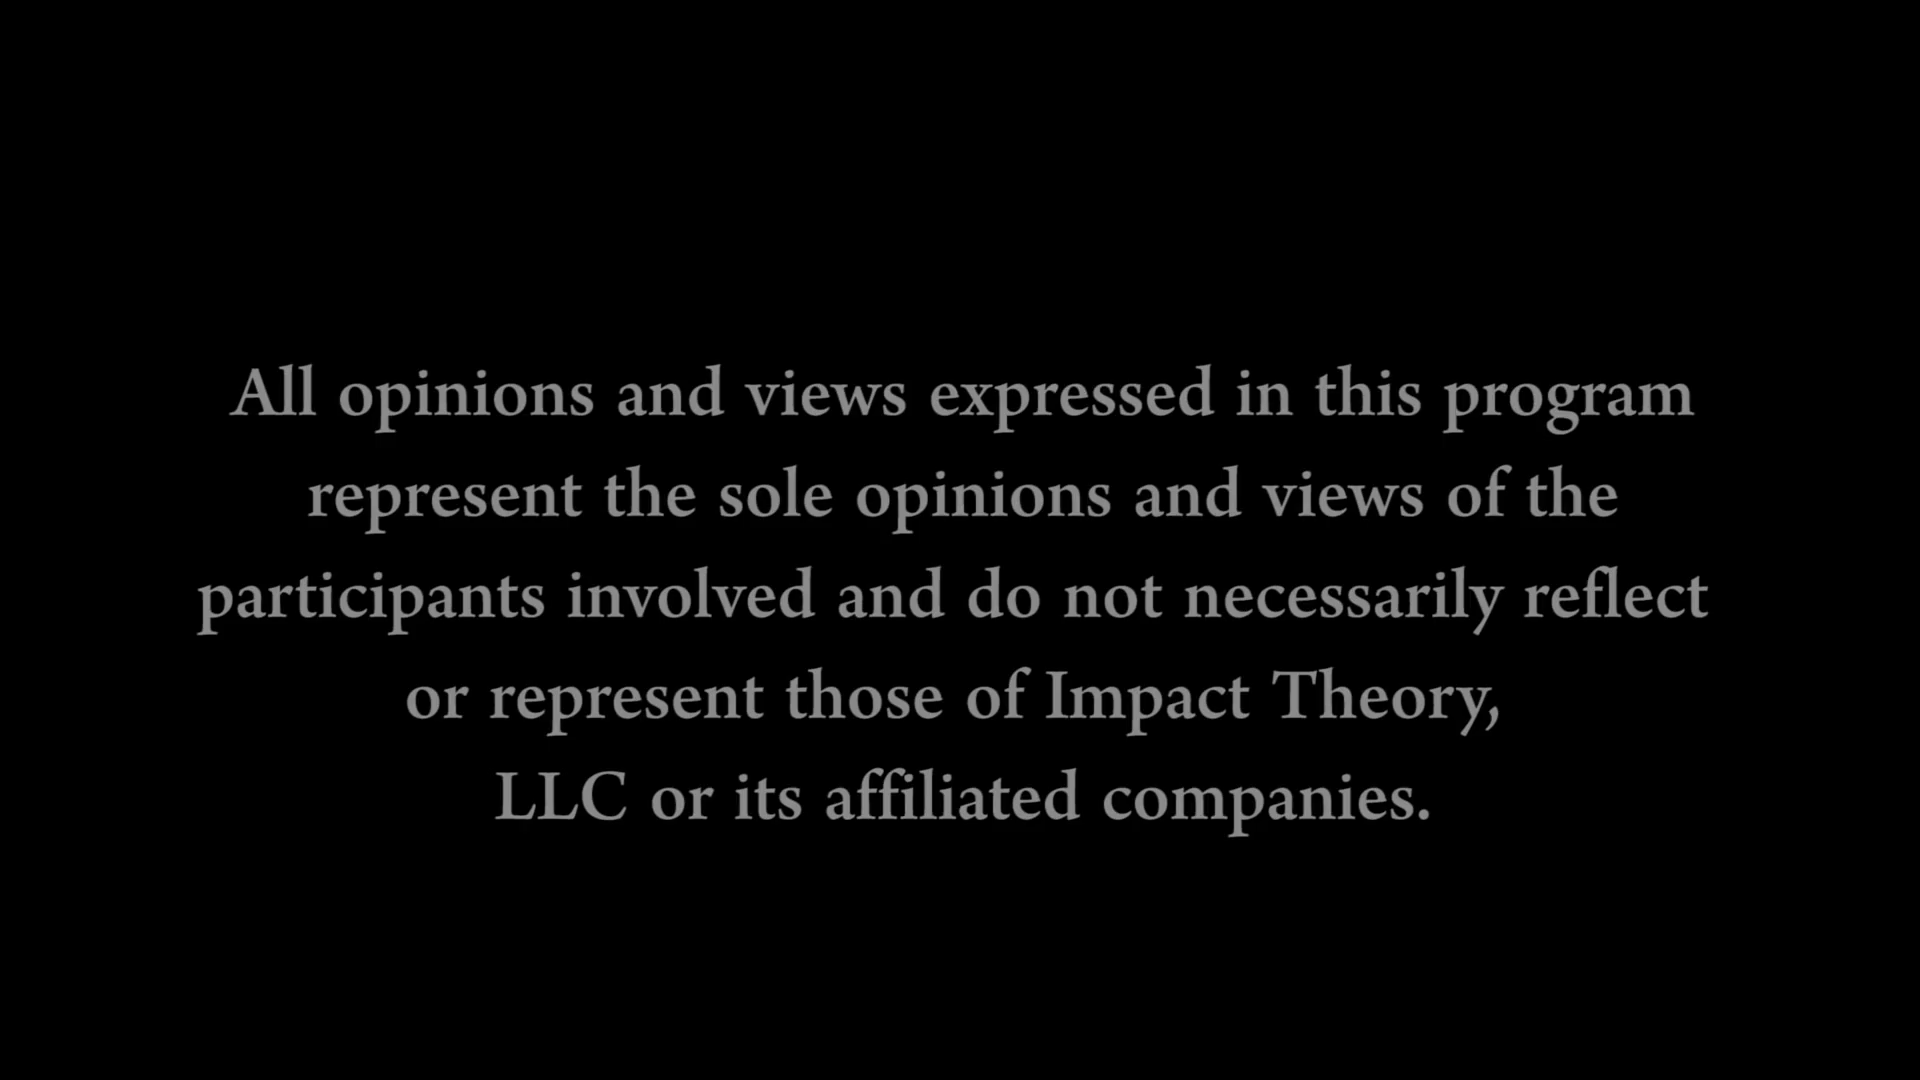 All opinions and views expressed in this program
represent the sole opinions and views of the
participants involved and do not necessarily reflect
or represent those of Impact Theory,
LLC or its affiliated companies.